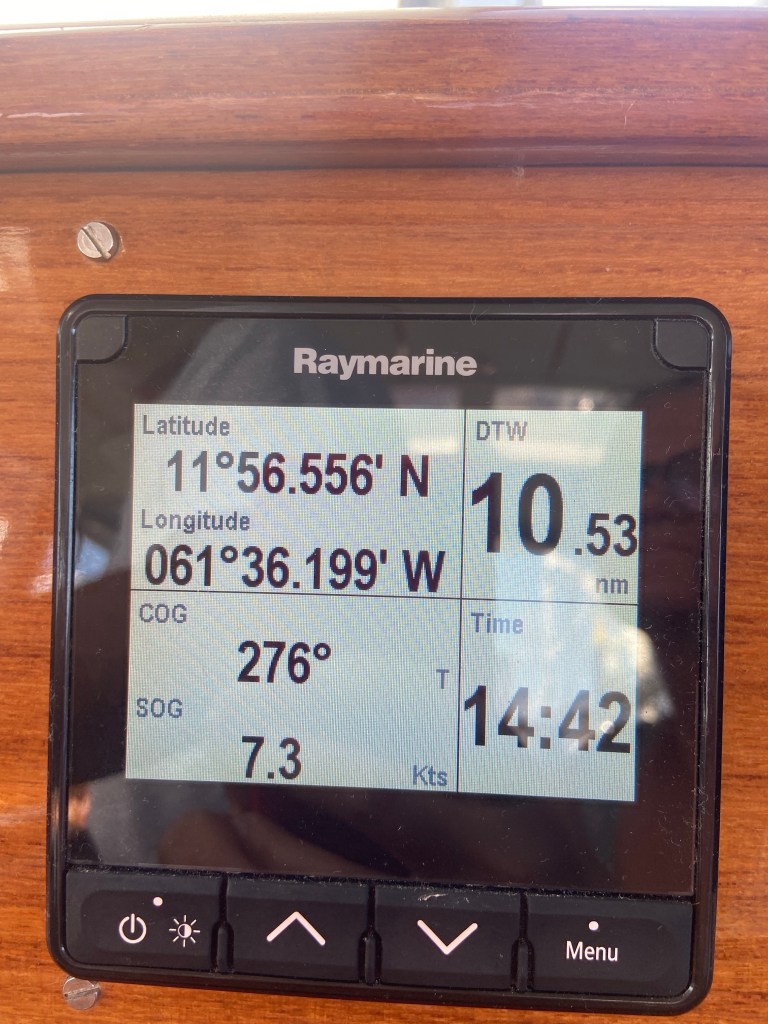 Raymarine
Latitude
11°56.556' N
Longitude
061°36.199' W
DTW
10.53
nm
COG
276°
T
SOG
7.3
Kts
Time
14:42
Menu